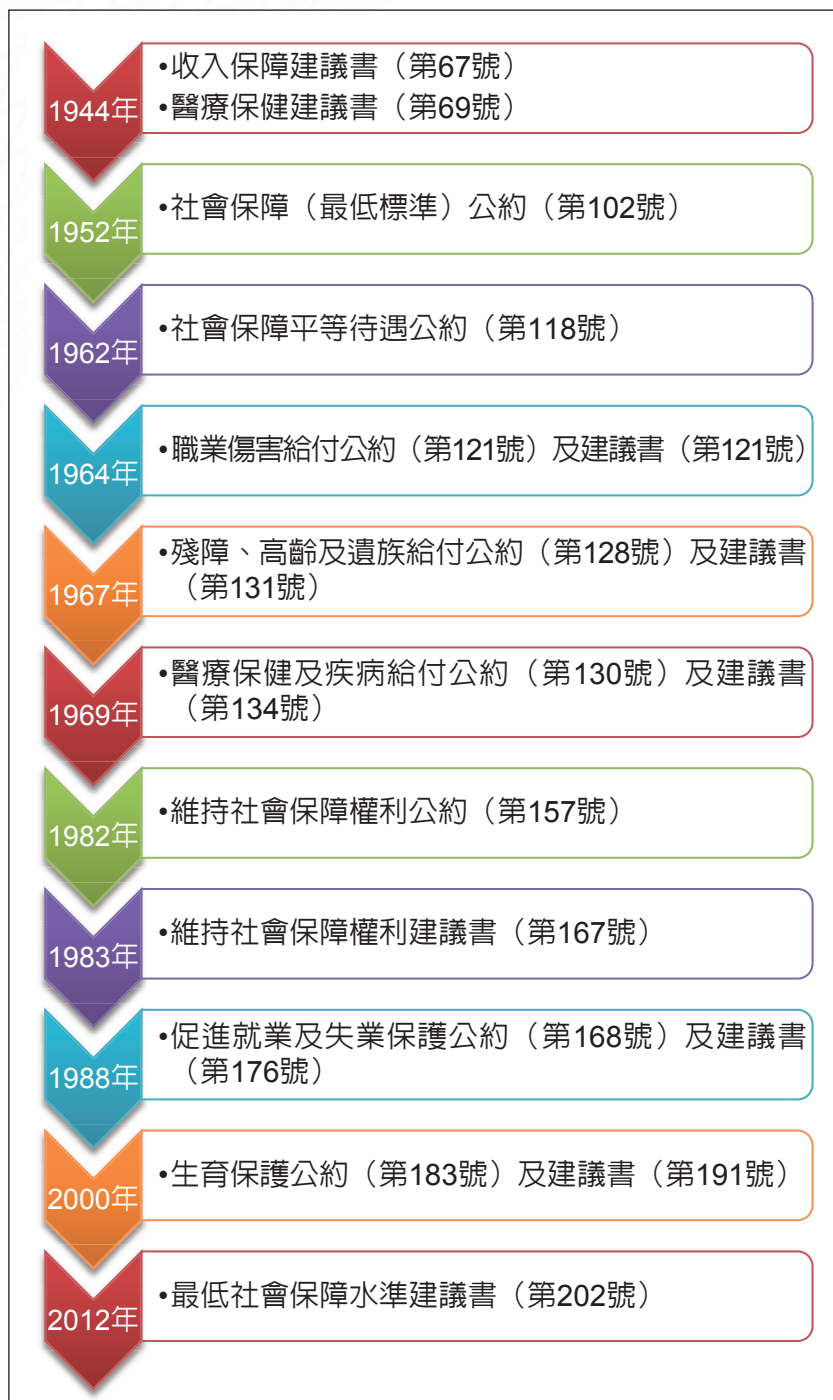 1944年
•收入保障建議書（第67號）
•醫療保健建議書（第69號）
1952年
•社會保障（最低標準）公約（第102號）
1962年
•社會保障平等待遇公約（第118號）
1964年
•職業傷害給付公約（第121號）及建議書（第121號）
1967年
•殘障、高齡及遺族給付公約（第128號）及建議書
（第131號）
1969年
•醫療保健及疾病給付公約（第130號）及建議書
（第134號）
1982年
•維持社會保障權利公約（第157號）
1983年
•維持社會保障權利建議書（第167號）
1988年
•促進就業及失業保護公約（第168號）及建議書
（第176號）
2000年
•生育保護公約（第183號）及建議書（第191號）
2012年
•最低社會保障水準建議書（第202號）